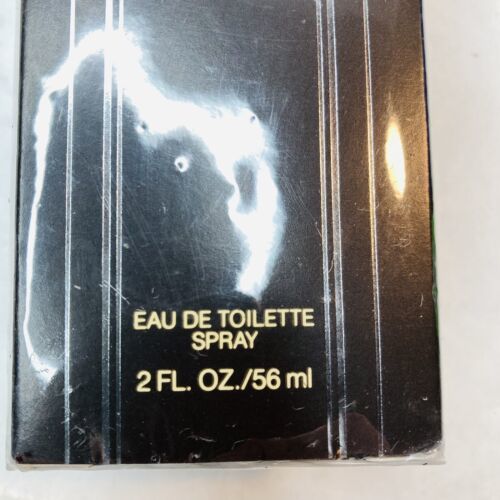 EAU DE TOILETTE
SPRAY
2 FL. OZ./56 ml